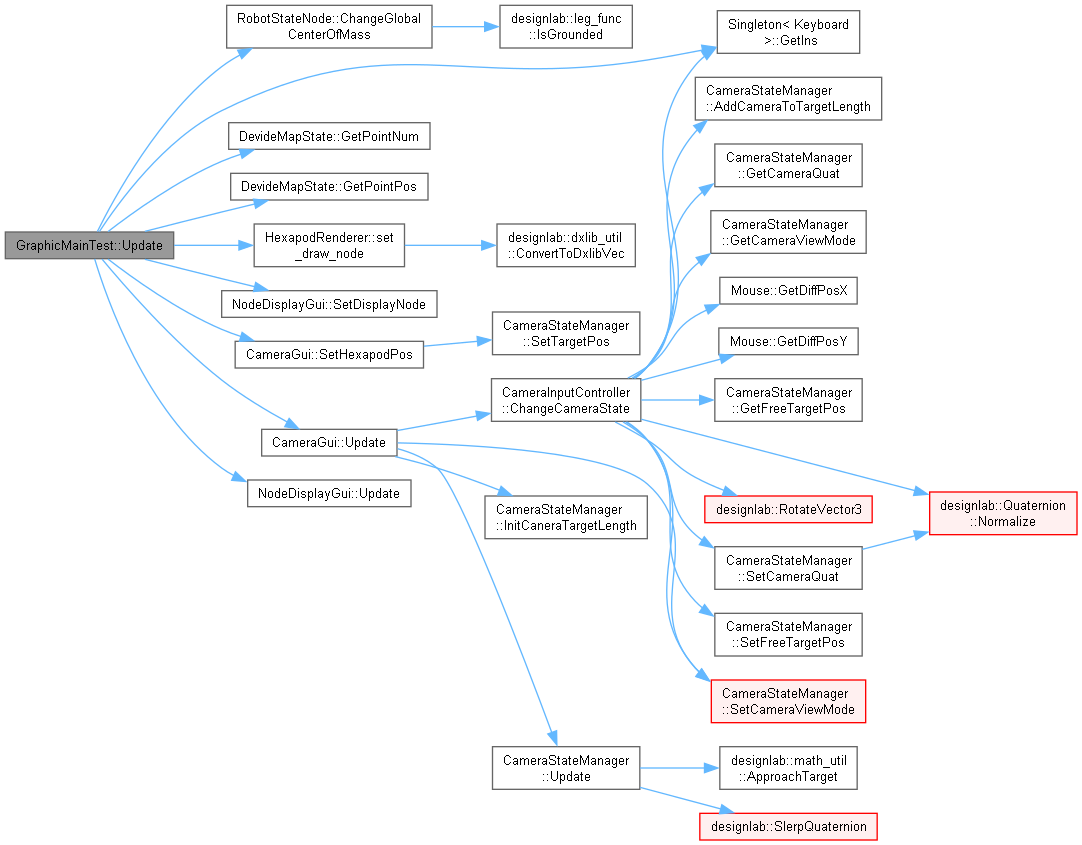 RobotStateNode::ChangeGlobal
CenterOfMass
designlab::leg_func
::IsGrounded
Singleton< Keyboard
>::GetIns
CameraStateManager
::AddCameraToTargetLength
DevideMapState::GetPointNum
CameraStateManager
::GetCameraQuat
DevideMapState::GetPointPos
GraphicMainTest::Update
HexapodRenderer::set
_draw_node
designlab::dxlib_util
::ConvertToDxlibVec
CameraStateManager
::GetCameraViewMode
NodeDisplayGui::SetDisplayNode
Mouse::GetDiffPosX
CameraGui::SetHexapodPos
CameraStateManager
::SetTargetPos
Mouse::GetDiffPosY
CameraInputController
::ChangeCameraState
CameraStateManager
::GetFreeTargetPos
CameraGui::Update
NodeDisplayGui::Update
CameraStateManager
::InitCaneraTargetLength
designlab::RotateVector3
designlab::Quaternion
::Normalize
CameraStateManager
::SetCameraQuat
CameraStateManager
::SetFreeTargetPos
CameraStateManager
::SetCameraViewMode
CameraStateManager
::Update
designlab::math_util
::ApproachTarget
designlab::SlerpQuaternion